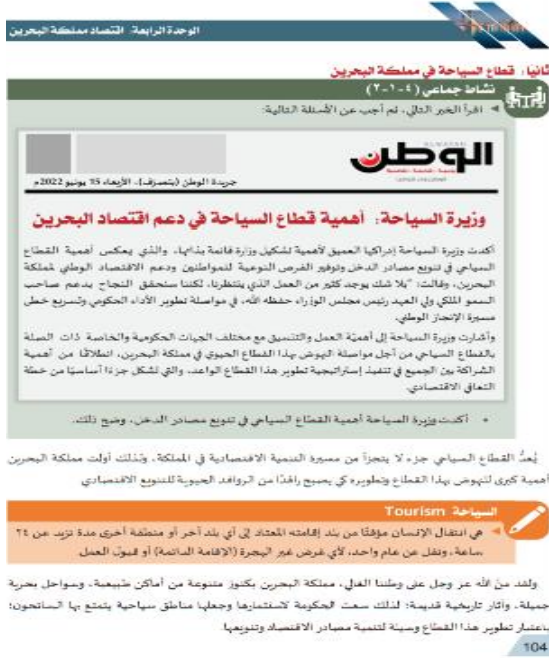 الوحدة الرابعة: اقتصاد مملكة البحرين
ثانيًا: قطاع السياحة في مملكة البحرين
نشاط جماعي (٤-١-٢)
اقرأ الخبر التالي، ثم أجب عن الأسئلة التالية:
الوطن
جريدة الوطن (بتصرف)، الأربعاء 15 يونيو 2022م
وزيرة السياحة: أهمية قطاع السياحة في دعم اقتصاد البحرين
أكدت وزيرة السياحة إدراكها العميق لأهمية تشكيل وزارة قائمة بذاتها، والذي يعكس أهمية القطاع
السياحي في تنويع مصادر الدخل وتوفير الفرص النوعية للمواطنين ودعم الاقتصاد الوطني لمملكة
البحرين، وقالت: "بلا شك يوجد كثير من العمل الذي ينتظرنا، لكننا سنحقق النجاح بدعم صاحب
السمو الملكي ولي العهد رئيس مجلس الوزراء حفظه الله، في مواصلة تطوير الأداء الحكومي وتسريع خطى
مسيرة الإنجاز الوطني.
وأشارت وزيرة السياحة إلى أهمية العمل والتنسيق مع مختلف الجهات الحكومية والخاصة ذات الصلة
بالقطاع السياحي من أجل مواصلة النهوض بهذا القطاع الحيوي في مملكة البحرين، انطلاقًا من أهمية
الشراكة بين الجميع في تنفيذ إستراتيجية تطوير هذا القطاع الواعد، والتي تشكل جزءًا أساسيًا من خطة
التعافي الاقتصادي.
أكدت وزيرة السياحة أهمية القطاع السياحي في تنويع مصادر الدخل، وضح ذلك.
يُعدُّ القطاع السياحي جزء لا يتجزأ من مسيرة التنمية الاقتصادية في المملكة، ولذلك أولت مملكة البحرين
أهمية كبرى للنهوض بهذا القطاع وتطويره كي يصبح رافدًا من الروافد الحيوية للتنويع الاقتصادي
السياحة Tourism
هي انتقال الإنسان مؤقتًا من بلد إقامته المعتاد إلى أي بلد آخر أو منطقة أخرى مدة تزيد عن ٢٤
ساعة، وتقل عن عام واحد، لأي غرض غير الهجرة (الإقامة الدائمة) أو قبول العمل.
ولقد منّ الله عز وجل على وطننا الغالي، مملكة البحرين بكنوز متنوعة من أماكن طبيعية، وسواحل بحرية
جميلة، وآثار تاريخية قديمة؛ لذلك سعت الحكومة لاستثمارها وجعلها مناطق سياحية يتمتع بها السائحون؛
باعتبار تطوير هذا القطاع وسيلة لتنمية مصادر الاقتصاد وتنويعها.
104